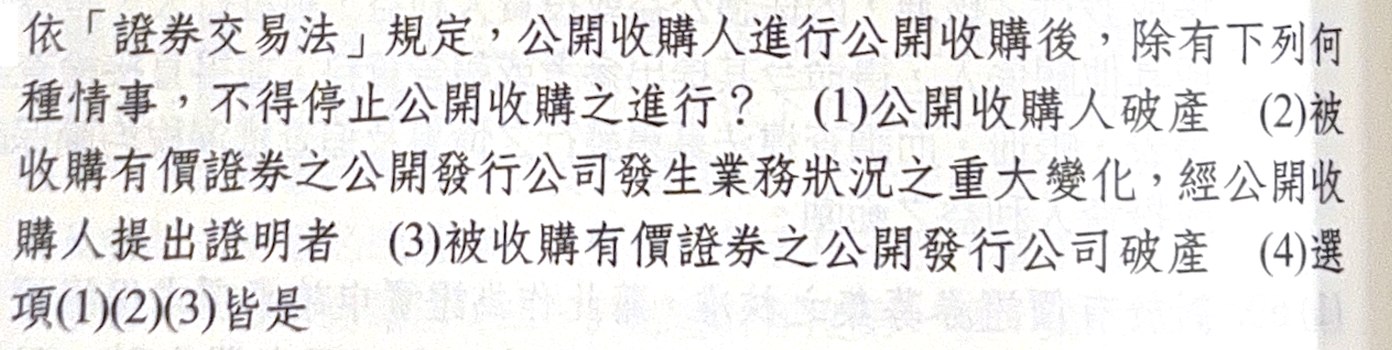 依「證券交易法」規定，公開收購人進行公開收購後，除有下列何
種情事，不得停止公開收購之進行？ (1)公開收購人破產 (2)被
收購有價證券之公開發行公司發生業務狀況之重大變化，經公開收
購人提出證明者 (3)被收購有價證券之公開發行公司破產 (4)選
項(1)(2)(3)皆是